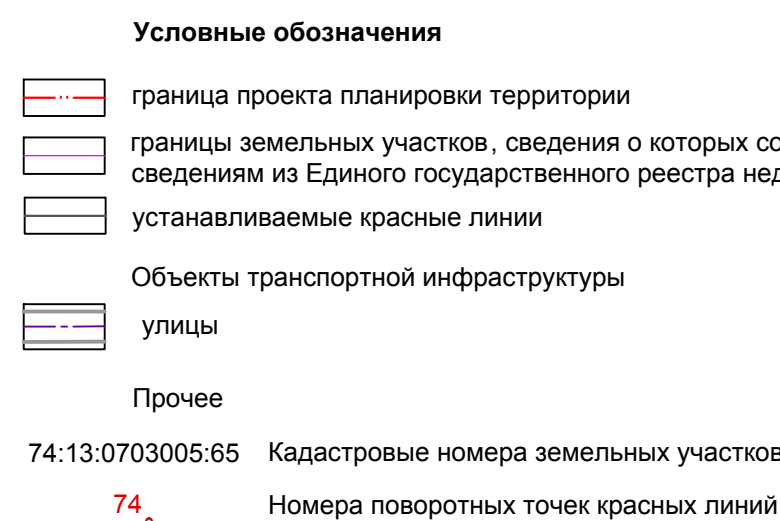 Условные обозначения
граница проекта планировки территории
границы земельных участков, сведения о которых
сведениям из Единого государственного реестра
устанавливаемые красные линии
Объекты транспортной инфраструктуры
улицы
Прочее
74:13:0703005:65 Кадастровые номера земельных участков
74 Номера поворотных точек красных линий